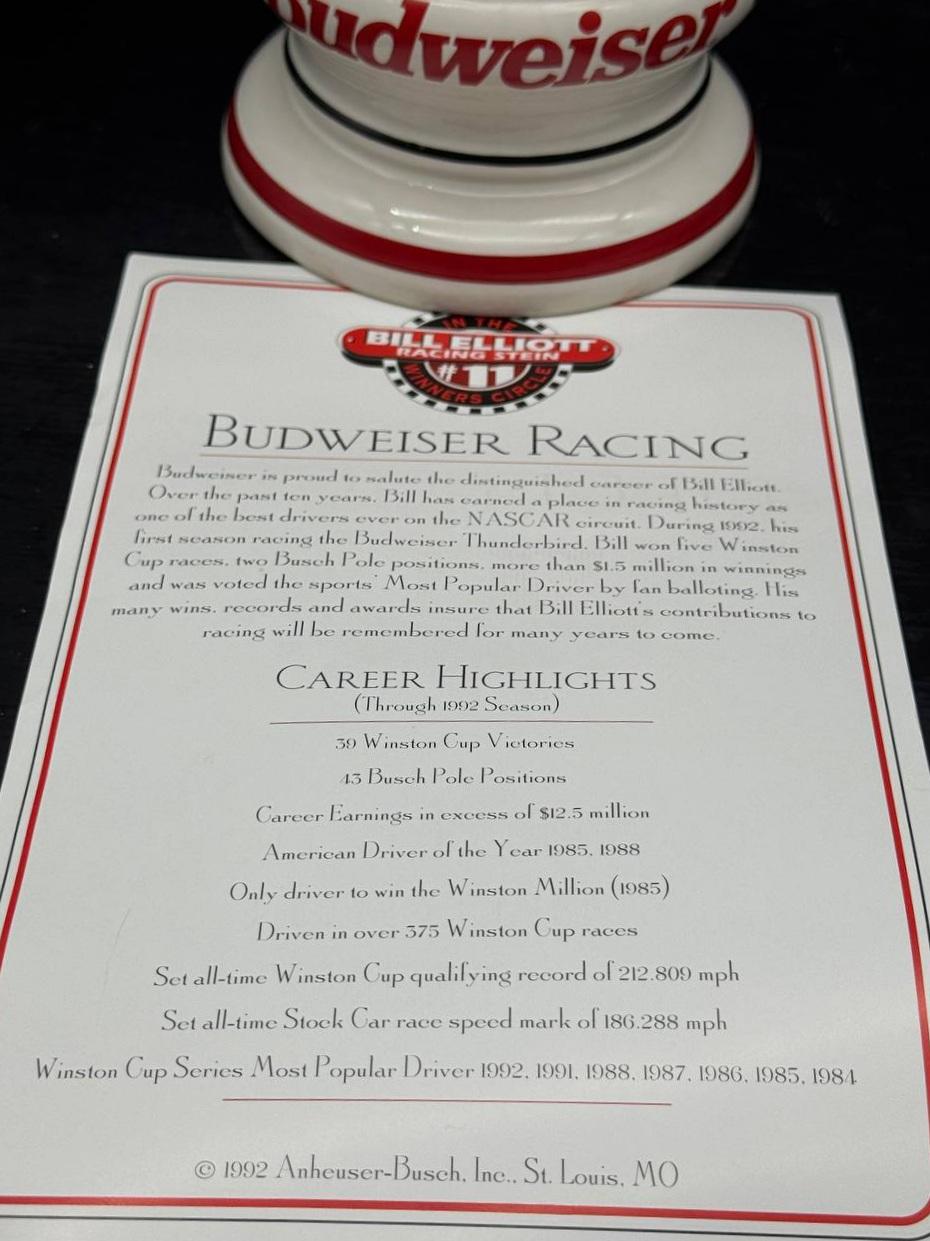 Budweiser
IN THE
BILL ELLIOTT
RACING STEIN
#11
WINNERS CIRCLE
BUDWEISER RACING
Budweiser is proud to salute the distinguished career of Bill Elliott.
Over the past ten years, Bill has earned a place in racing history as
one of the best drivers ever on the NASCAR circuit. During 1992, his
first season racing the Budweiser Thunderbird, Bill won five Winston
Cup races, two Busch Pole positions, more than $1.5 million in winnings
and was voted the sports' Most Popular Driver by fan balloting. His
many wins, records and awards insure that Bill Elliott's contributions to
racing will be remembered for many years to come.
CAREER HIGHLIGHTS
(Through 1992 Season)
39 Winston Cup Victories
43 Busch Pole Positions
Career Earnings in excess of $12.5 million
American Driver of the Year 1985, 1988
Only driver to win the Winston Million (1985)
Driven in over 375 Winston Cup races
Set all-time Winston Cup qualifying record of 212.809 mph
Set all-time Stock Car race speed mark of 186.288 mph
Winston Cup Series Most Popular Driver 1992, 1991, 1988, 1987, 1986, 1985, 1984
© 1992 Anheuser-Busch, Inc., St. Louis, MO